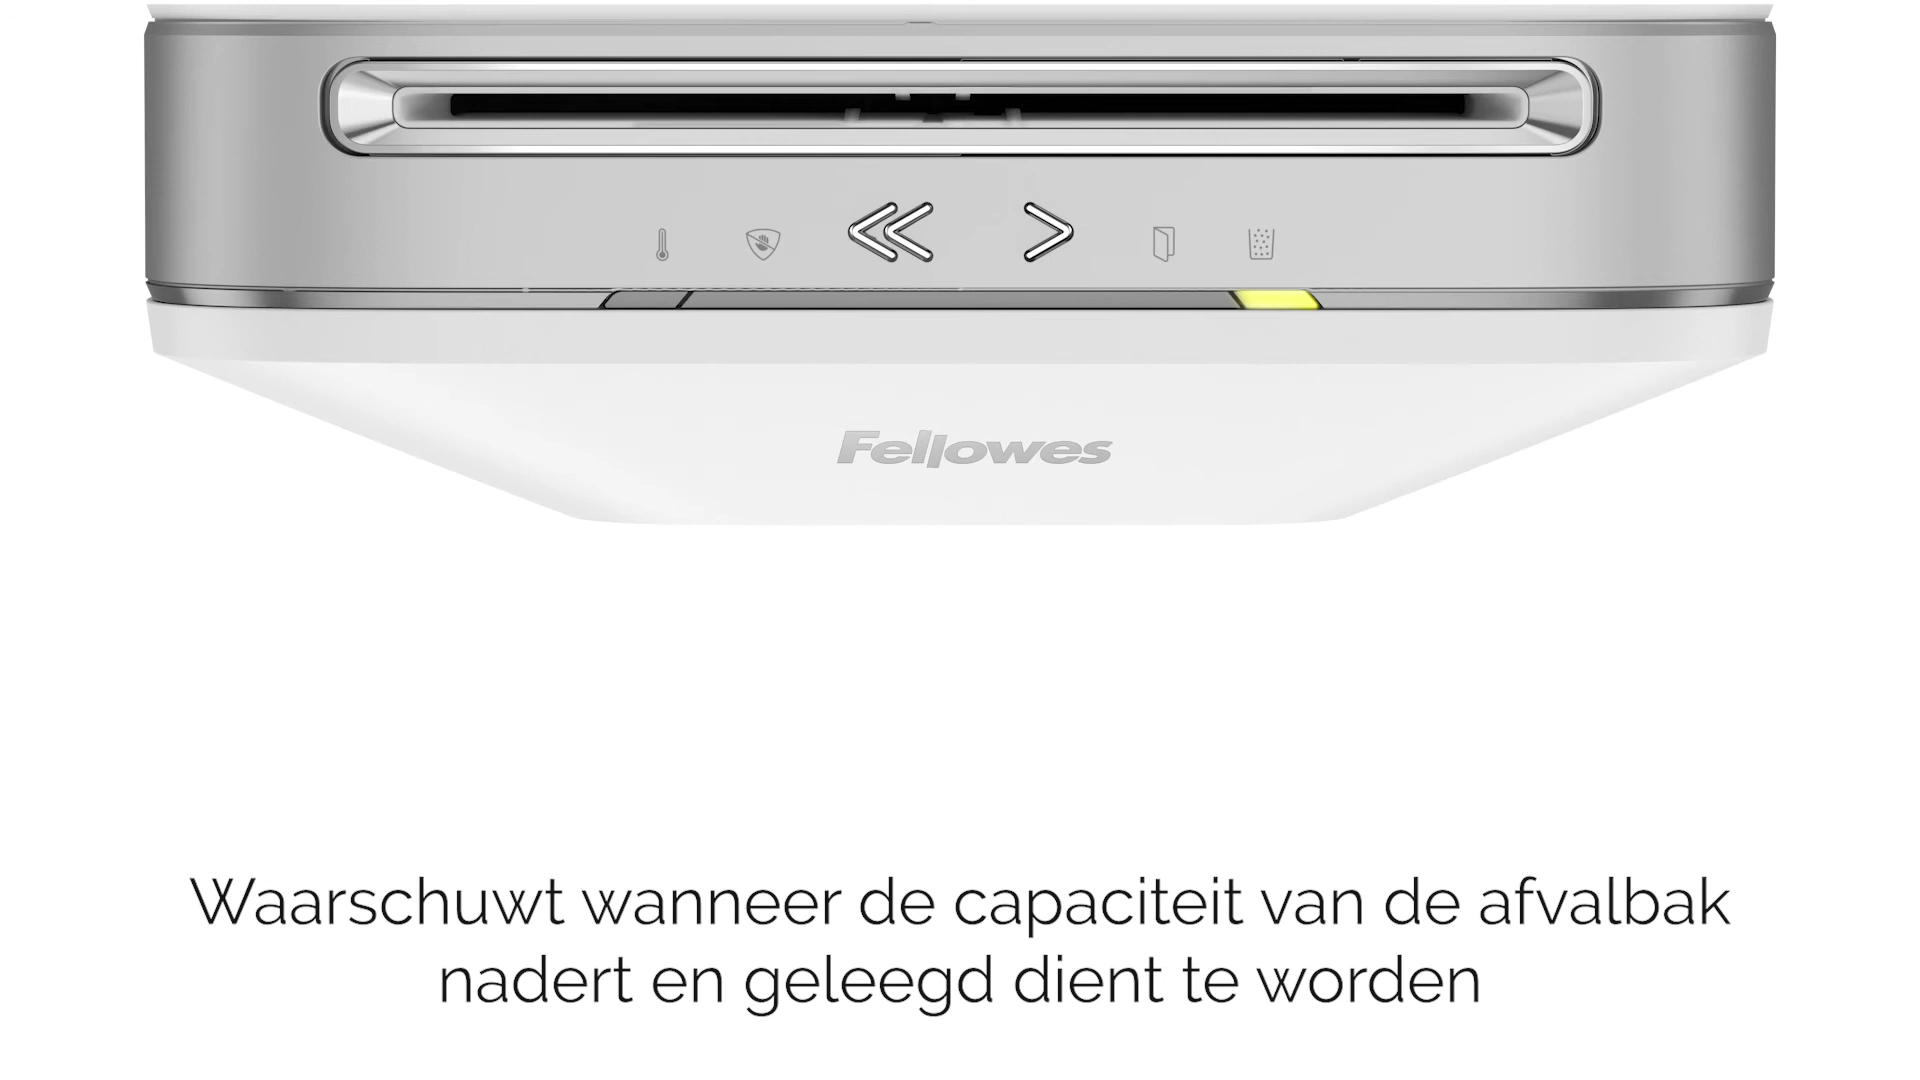 Fellowes
Waarschuwt wanneer de capaciteit van de afvalbak
nadert en geleegd dient te worden